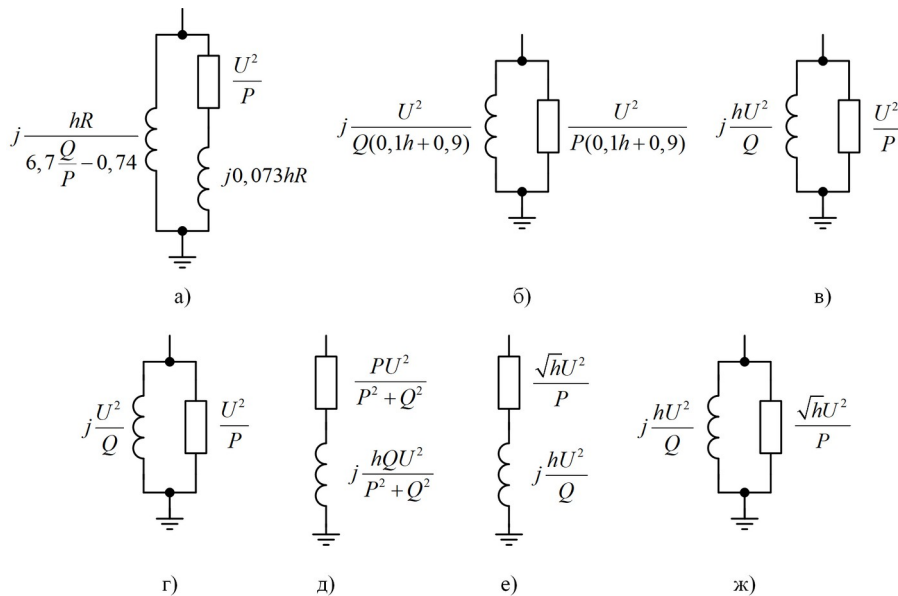 j hR / (6,7 Q/P − 0,74)
U² / P
j0,073hR
а)
j U² / (Q(0,1h+0,9))
U² / (P(0,1h+0,9))
б)
j hU² / Q
U² / P
в)
j U² / Q
U² / P
г)
PU² / (P² + Q²)
j hQU² / (P² + Q²)
д)
√h U² / P
j hU² / Q
е)
j hU² / Q
√h U² / P
ж)